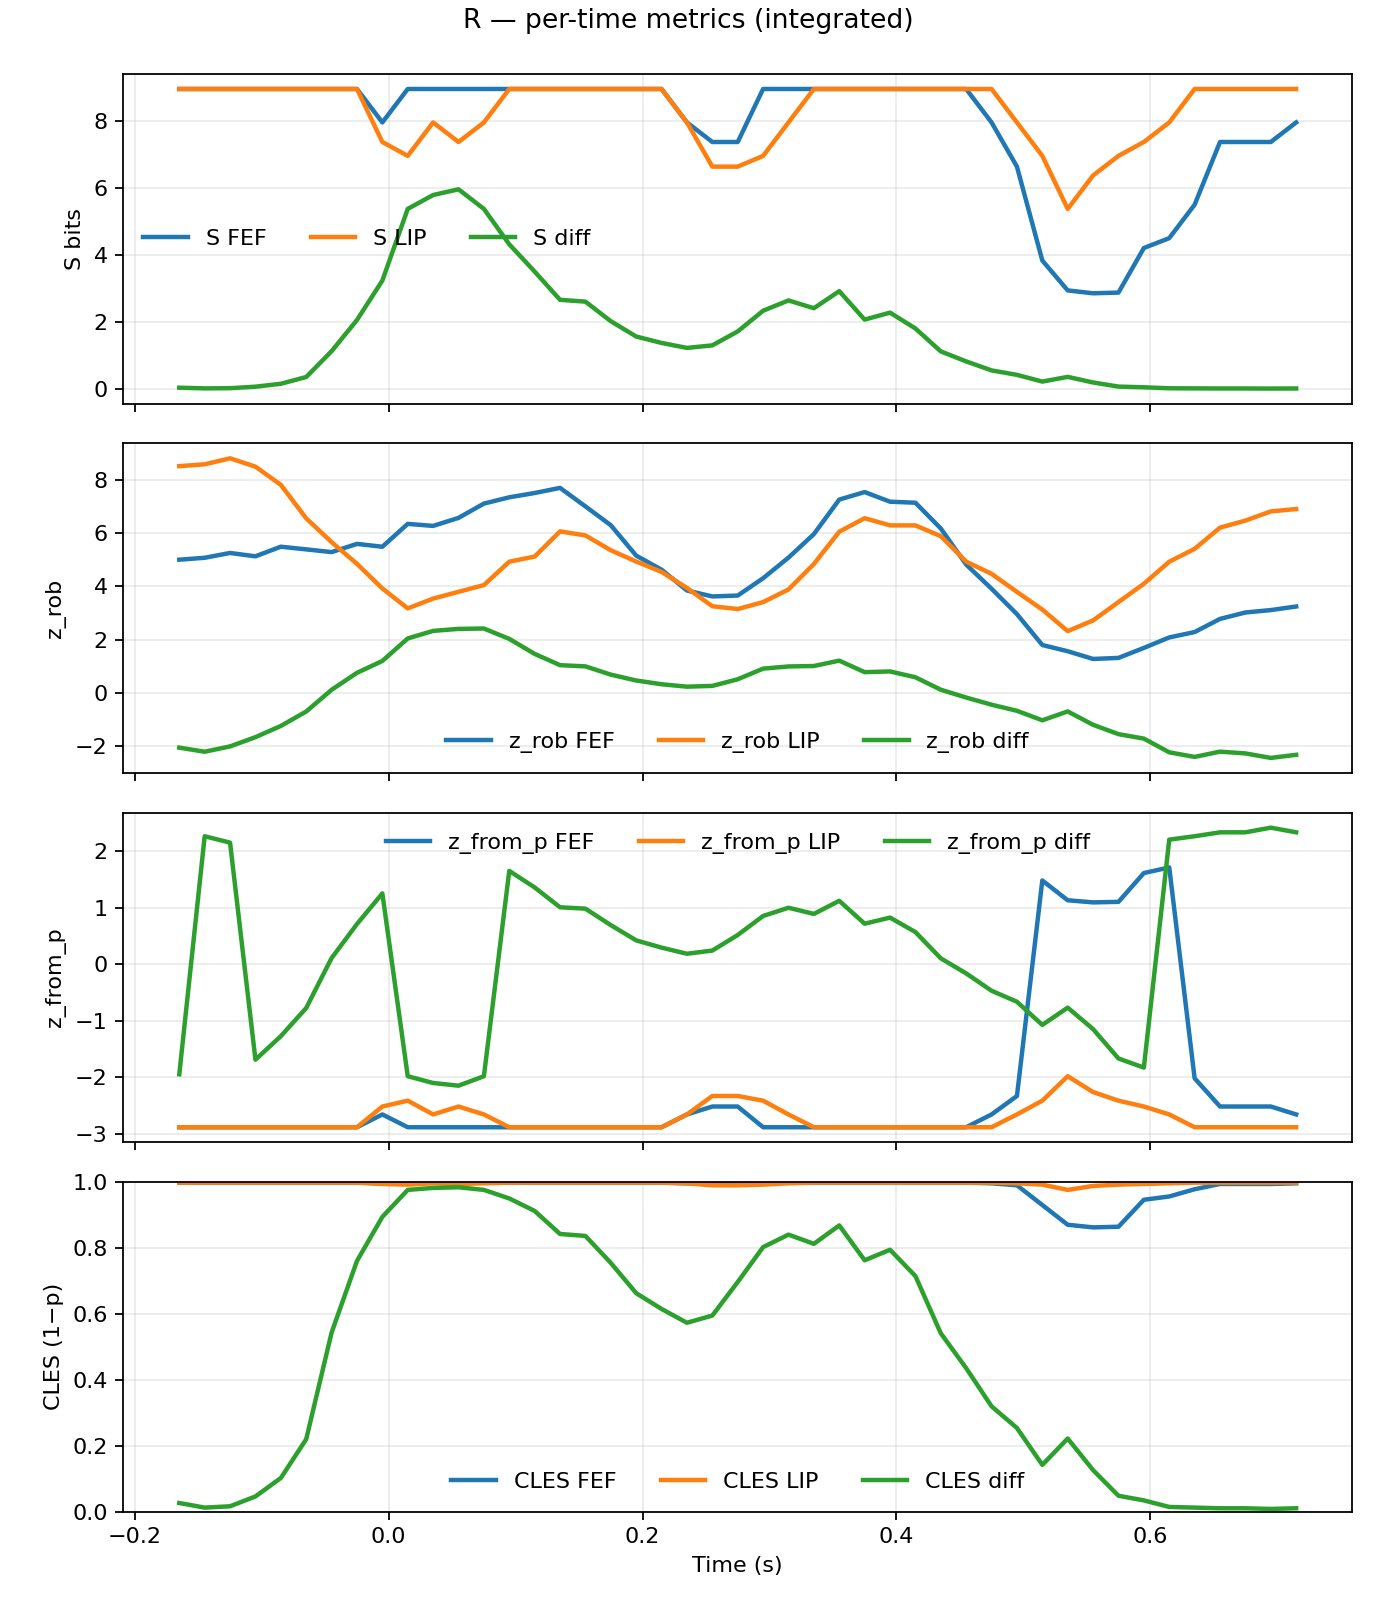 R — per-time metrics (integrated)
8
6
4
2
0
S bits
S FEF S LIP S diff
8
6
4
2
0
−2
z_rob
z_rob FEF z_rob LIP z_rob diff
2
1
0
−1
−2
−3
z_from_p
z_from_p FEF z_from_p LIP z_from_p diff
1.0
0.8
0.6
0.4
0.2
0.0
CLES (1−p)
CLES FEF CLES LIP CLES diff
−0.2 0.0 0.2 0.4 0.6
Time (s)